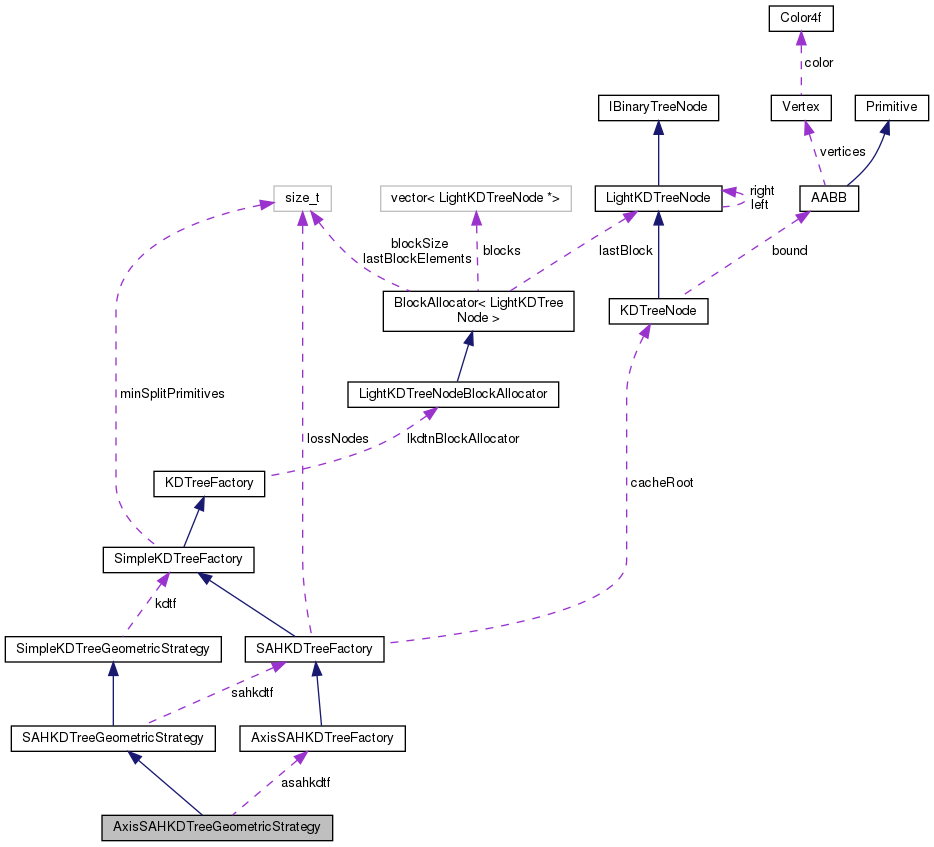 Color4f
color
IBinaryTreeNode
Vertex
Primitive
vertices
size_t
vector< LightKDTreeNode *>
LightKDTreeNode
right
left
AABB
blockSize
lastBlockElements
blocks
lastBlock
bound
BlockAllocator< LightKDTree
Node >
KDTreeNode
minSplitPrimitives
LightKDTreeNodeBlockAllocator
lossNodes
lkdtnBlockAllocator
KDTreeFactory
cacheRoot
SimpleKDTreeFactory
kdtf
SimpleKDTreeGeometricStrategy
SAHKDTreeFactory
sahkdtf
SAHKDTreeGeometricStrategy
AxisSAHKDTreeFactory
asahkdtf
AxisSAHKDTreeGeometricStrategy